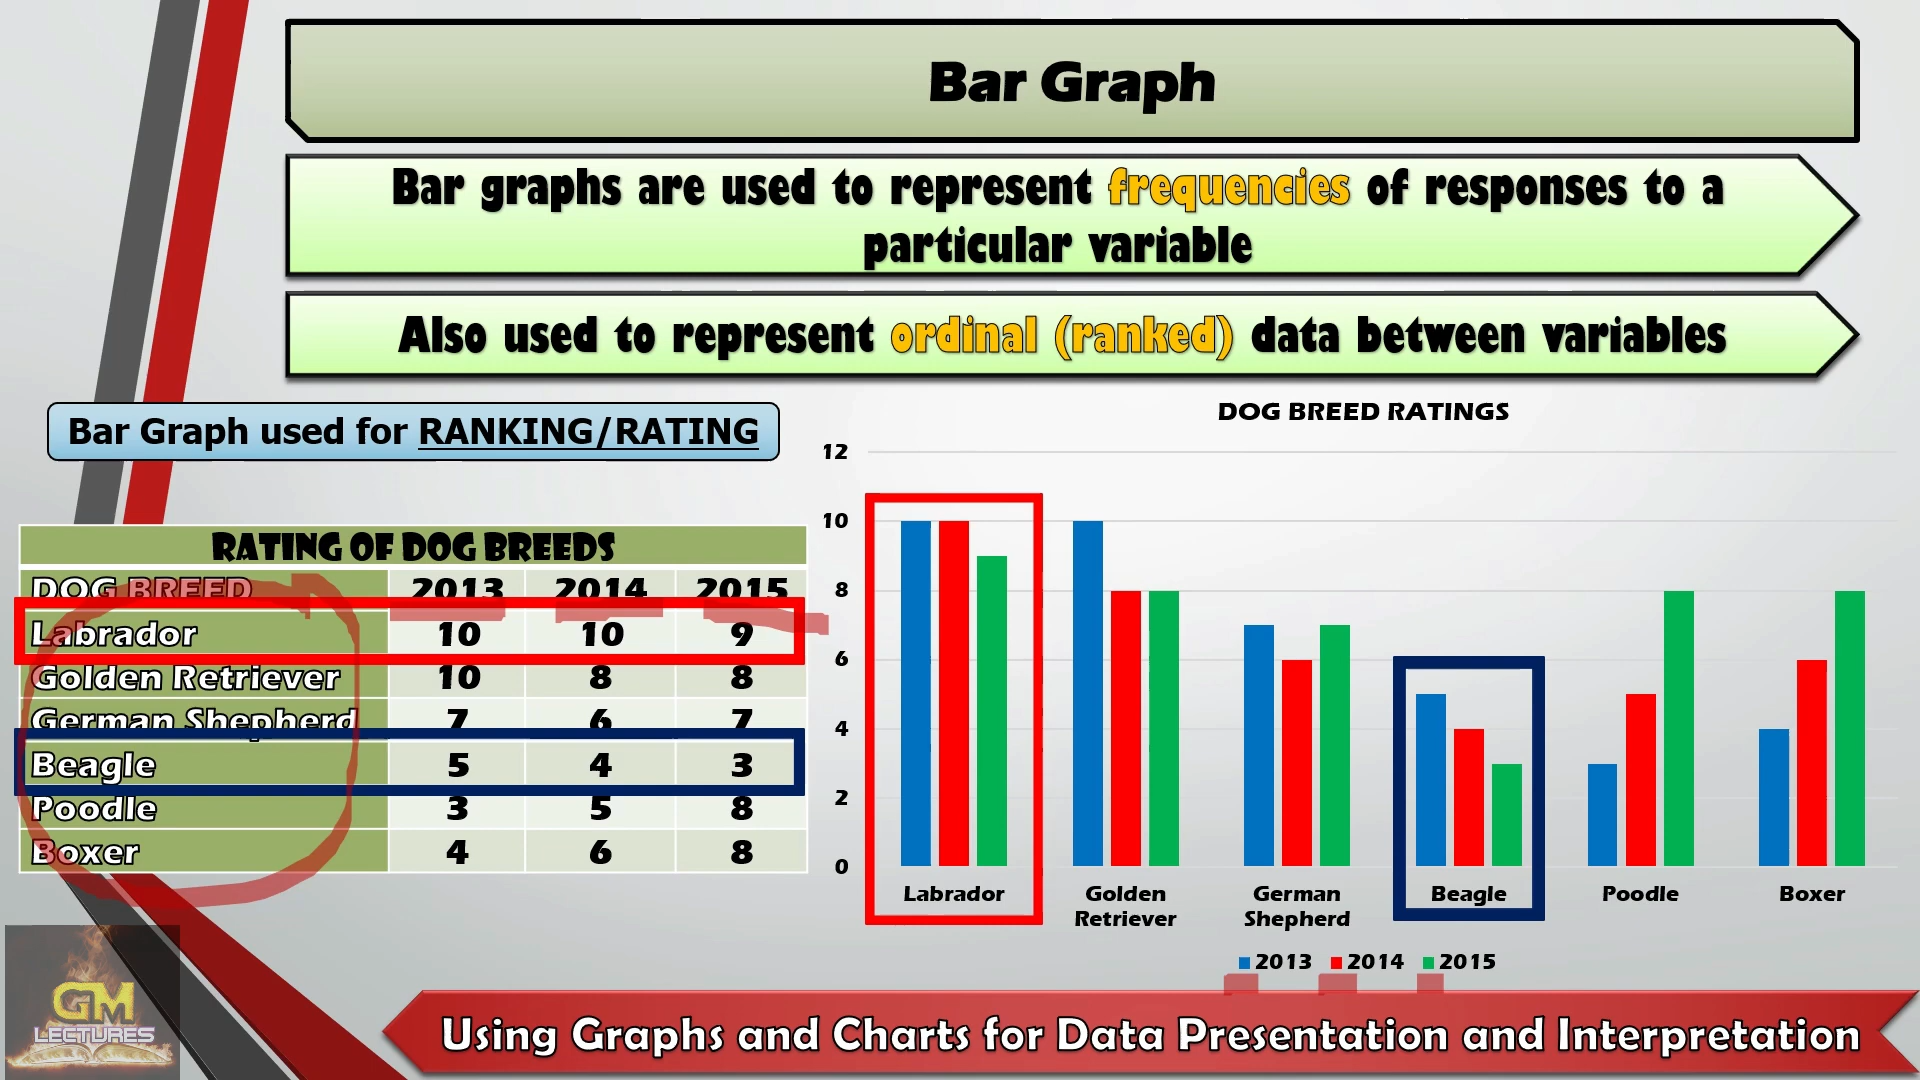 Bar Graph
Bar graphs are used to represent frequencies of responses to a
particular variable
Also used to represent ordinal (ranked) data between variables
Bar Graph used for RANKING/RATING
RATING OF DOG BREEDS
DOG BREED 2013 2014 2015
Labrador 10 10 9
Golden Retriever 10 8 8
German Shepherd 7 6 7
Beagle 5 4 3
Poodle 3 5 8
Boxer 4 6 8
DOG BREED RATINGS
12
10
8
6
4
2
0
Labrador Golden German Beagle Poodle Boxer
Retriever Shepherd
2013 2014 2015
GM
LECTURES
Using Graphs and Charts for Data Presentation and Interpretation